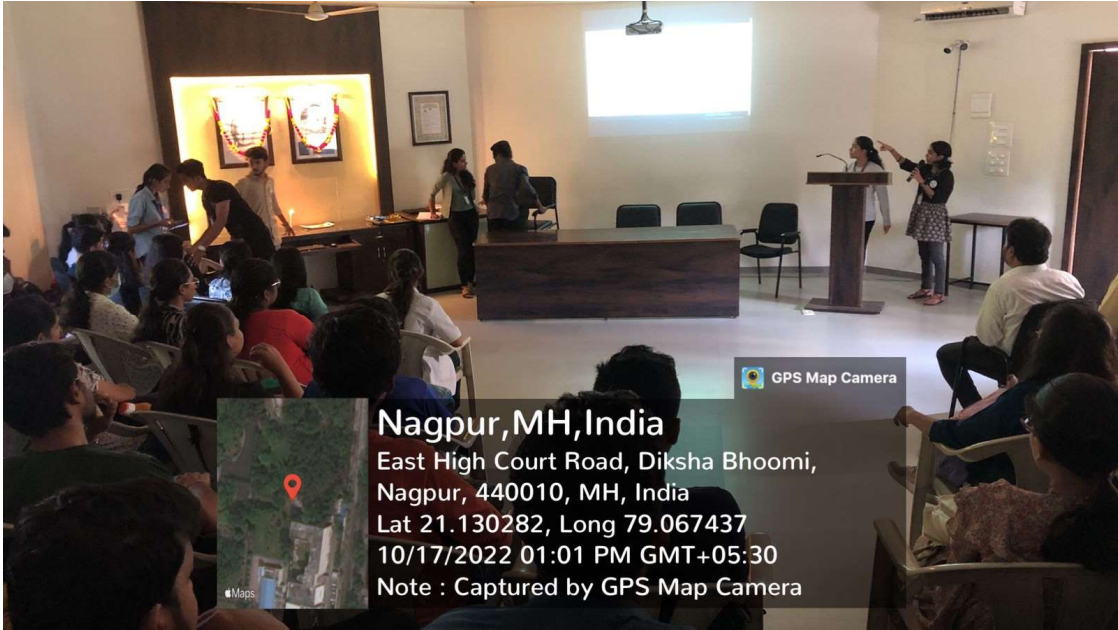 GPS Map Camera
Nagpur,MH,India
East High Court Road, Diksha Bhoomi,
Nagpur, 440010, MH, India
Lat 21.130282, Long 79.067437
10/17/2022 01:01 PM GMT+05:30
Note : Captured by GPS Map Camera
Maps